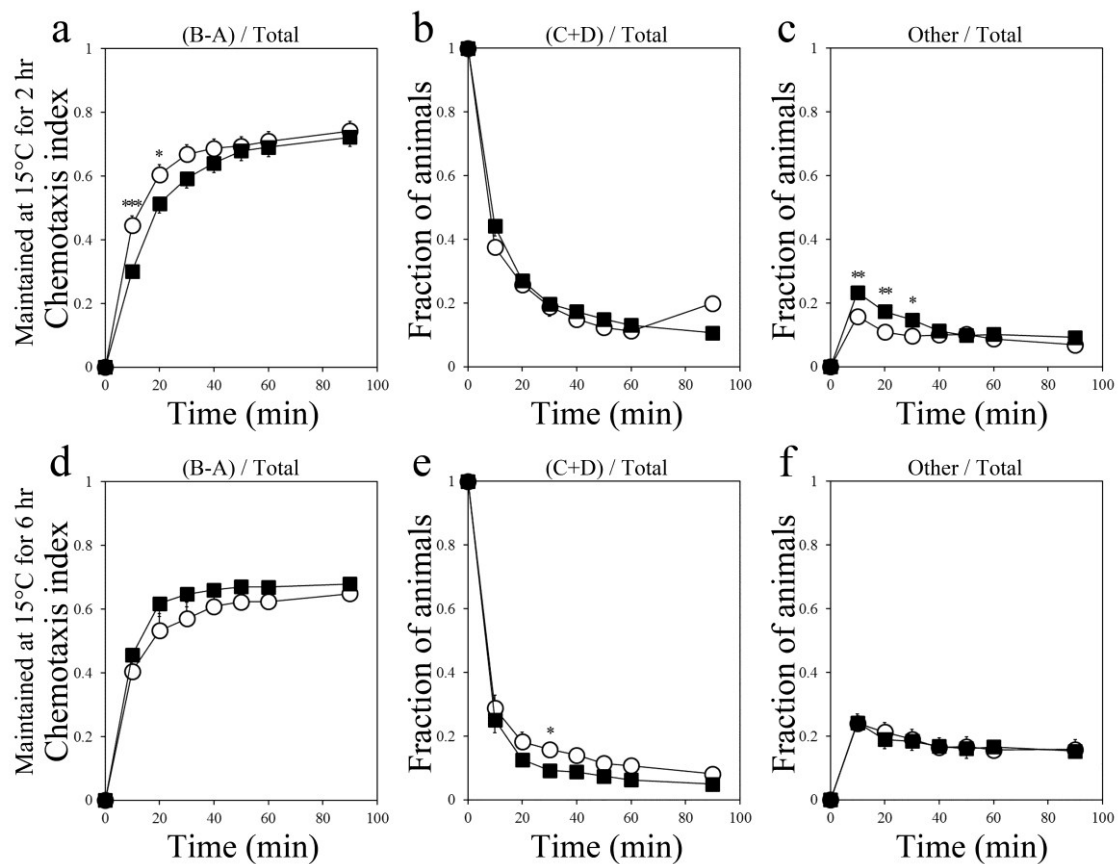 a
(B-A) / Total
Maintained at 15°C for 2 hr
Chemotaxis index
1
0.8
0.6
0.4
0.2
0
***
*
0 20 40 60 80 100
Time (min)
b
(C+D) / Total
Fraction of animals
1
0.8
0.6
0.4
0.2
0
0 20 40 60 80 100
Time (min)
c
Other / Total
Fraction of animals
1
0.8
0.6
0.4
0.2
0
** ** *
0 20 40 60 80 100
Time (min)
d
(B-A) / Total
Maintained at 15°C for 6 hr
Chemotaxis index
1
0.8
0.6
0.4
0.2
0
0 20 40 60 80 100
Time (min)
e
(C+D) / Total
Fraction of animals
1
0.8
0.6
0.4
0.2
0
*
0 20 40 60 80 100
Time (min)
f
Other / Total
Fraction of animals
1
0.8
0.6
0.4
0.2
0
0 20 40 60 80 100
Time (min)